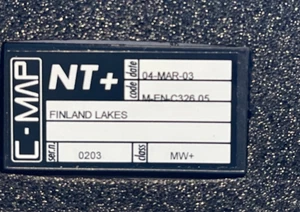 C-MAP
NT+
date
04-MAR-03
code
M-EN-C326.05
FINLAND LAKES
ser.n.
0203
class
MW+